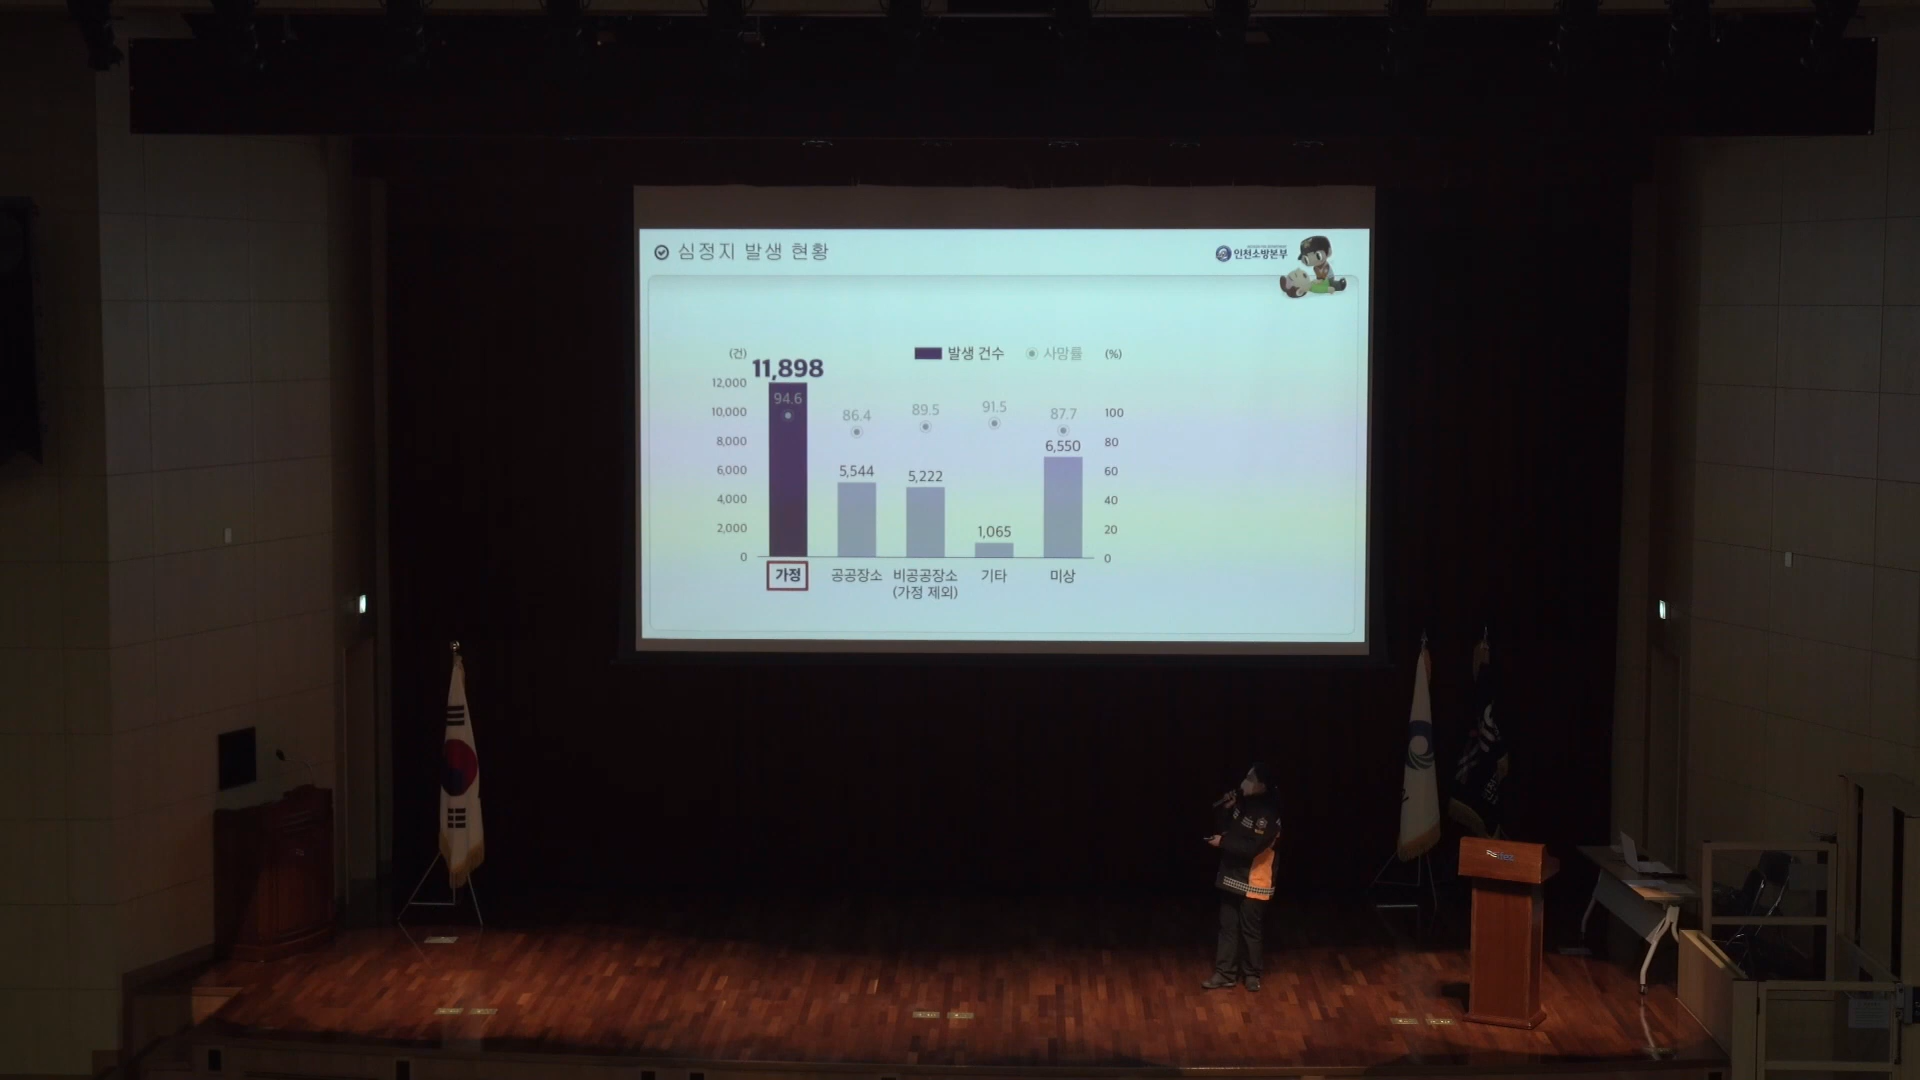 심정지 발생 현황
인천소방본부
(건)
발생 건수
사망률
(%)
11,898
12,000
10,000
8,000
6,000
4,000
2,000
0
94.6
86.4
89.5
91.5
87.7
5,544
5,222
1,065
6,550
100
80
60
40
20
0
가정
공공장소
비공공장소
(가정 제외)
기타
미상